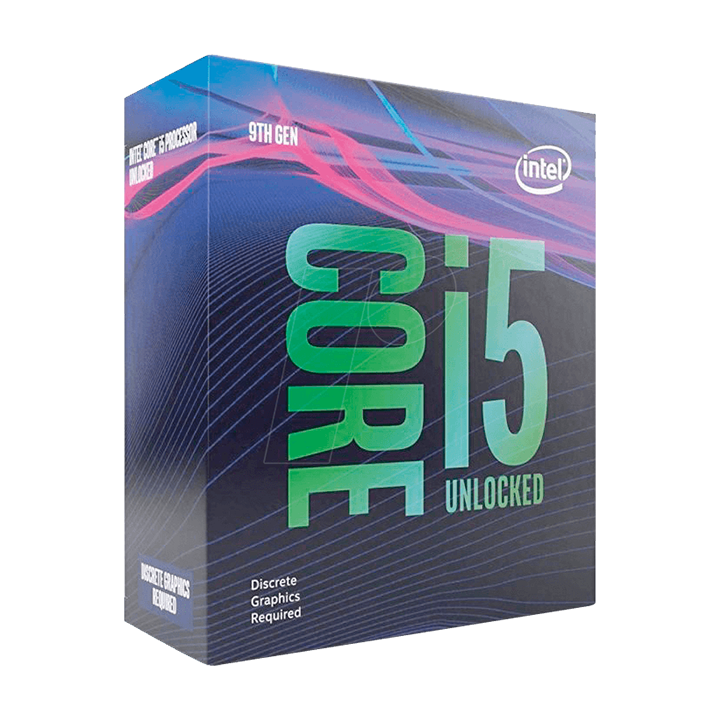 INTEL CORE i5 PROCESSOR
UNLOCKED
9TH GEN
intel
CORE i5
UNLOCKED
Discrete
Graphics
Required
DISCRETE GRAPHICS
REQUIRED